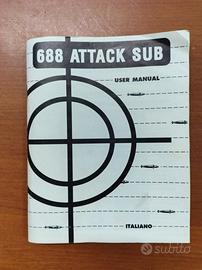 688 ATTACK SUB
USER MANUAL
ITALIANO
subito